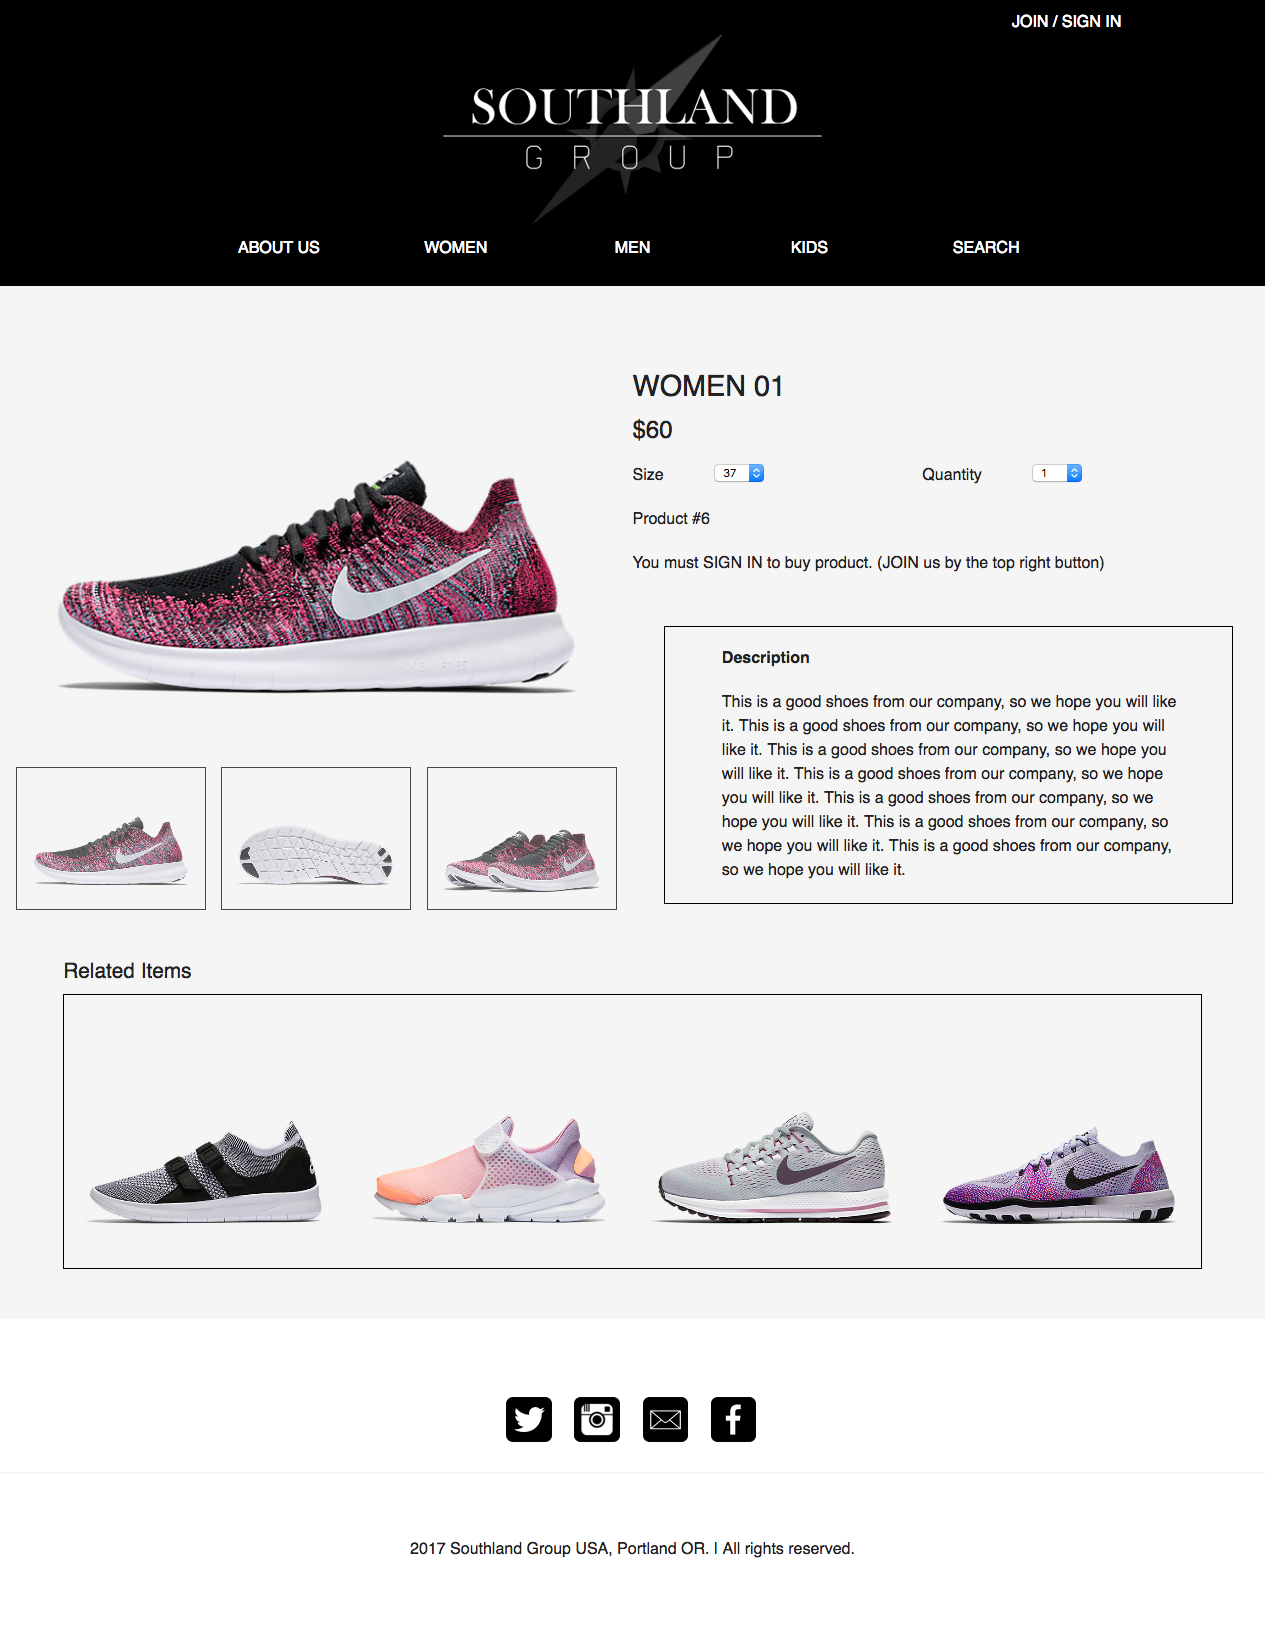 JOIN / SIGN IN
SOUTHLAND
GROUP
ABOUT US
WOMEN
MEN
KIDS
SEARCH
WOMEN 01
$60
Size
37
Quantity
1
Product #6
You must SIGN IN to buy product. (JOIN us by the top right button)
Description
This is a good shoes from our company, so we hope you will like
it. This is a good shoes from our company, so we hope you will
like it. This is a good shoes from our company, so we hope you
will like it. This is a good shoes from our company, so we hope
you will like it. This is a good shoes from our company, so we
hope you will like it. This is a good shoes from our company, so
we hope you will like it. This is a good shoes from our company,
so we hope you will like it.
Related Items
2017 Southland Group USA, Portland OR. | All rights reserved.